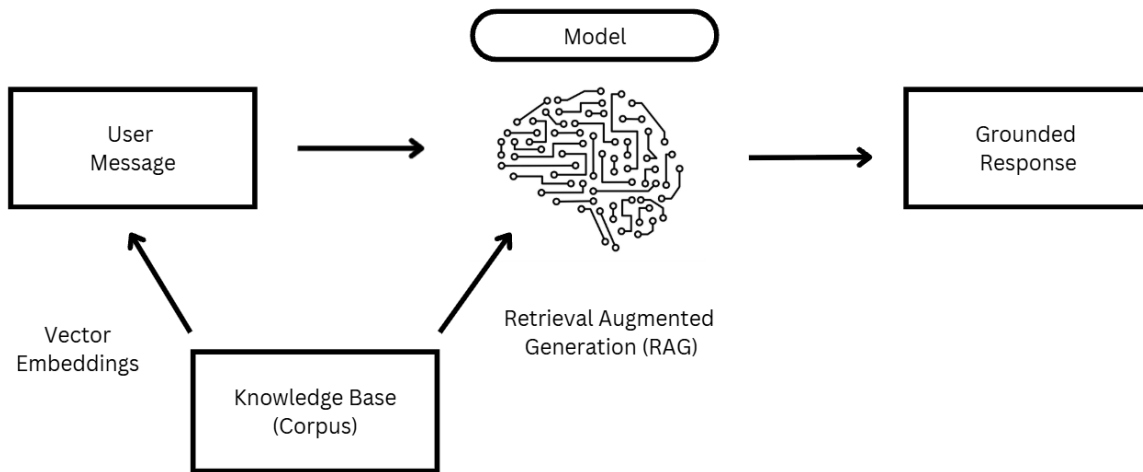 Model
User
Message
Grounded
Response
Vector
Embeddings
Retrieval Augmented
Generation (RAG)
Knowledge Base
(Corpus)